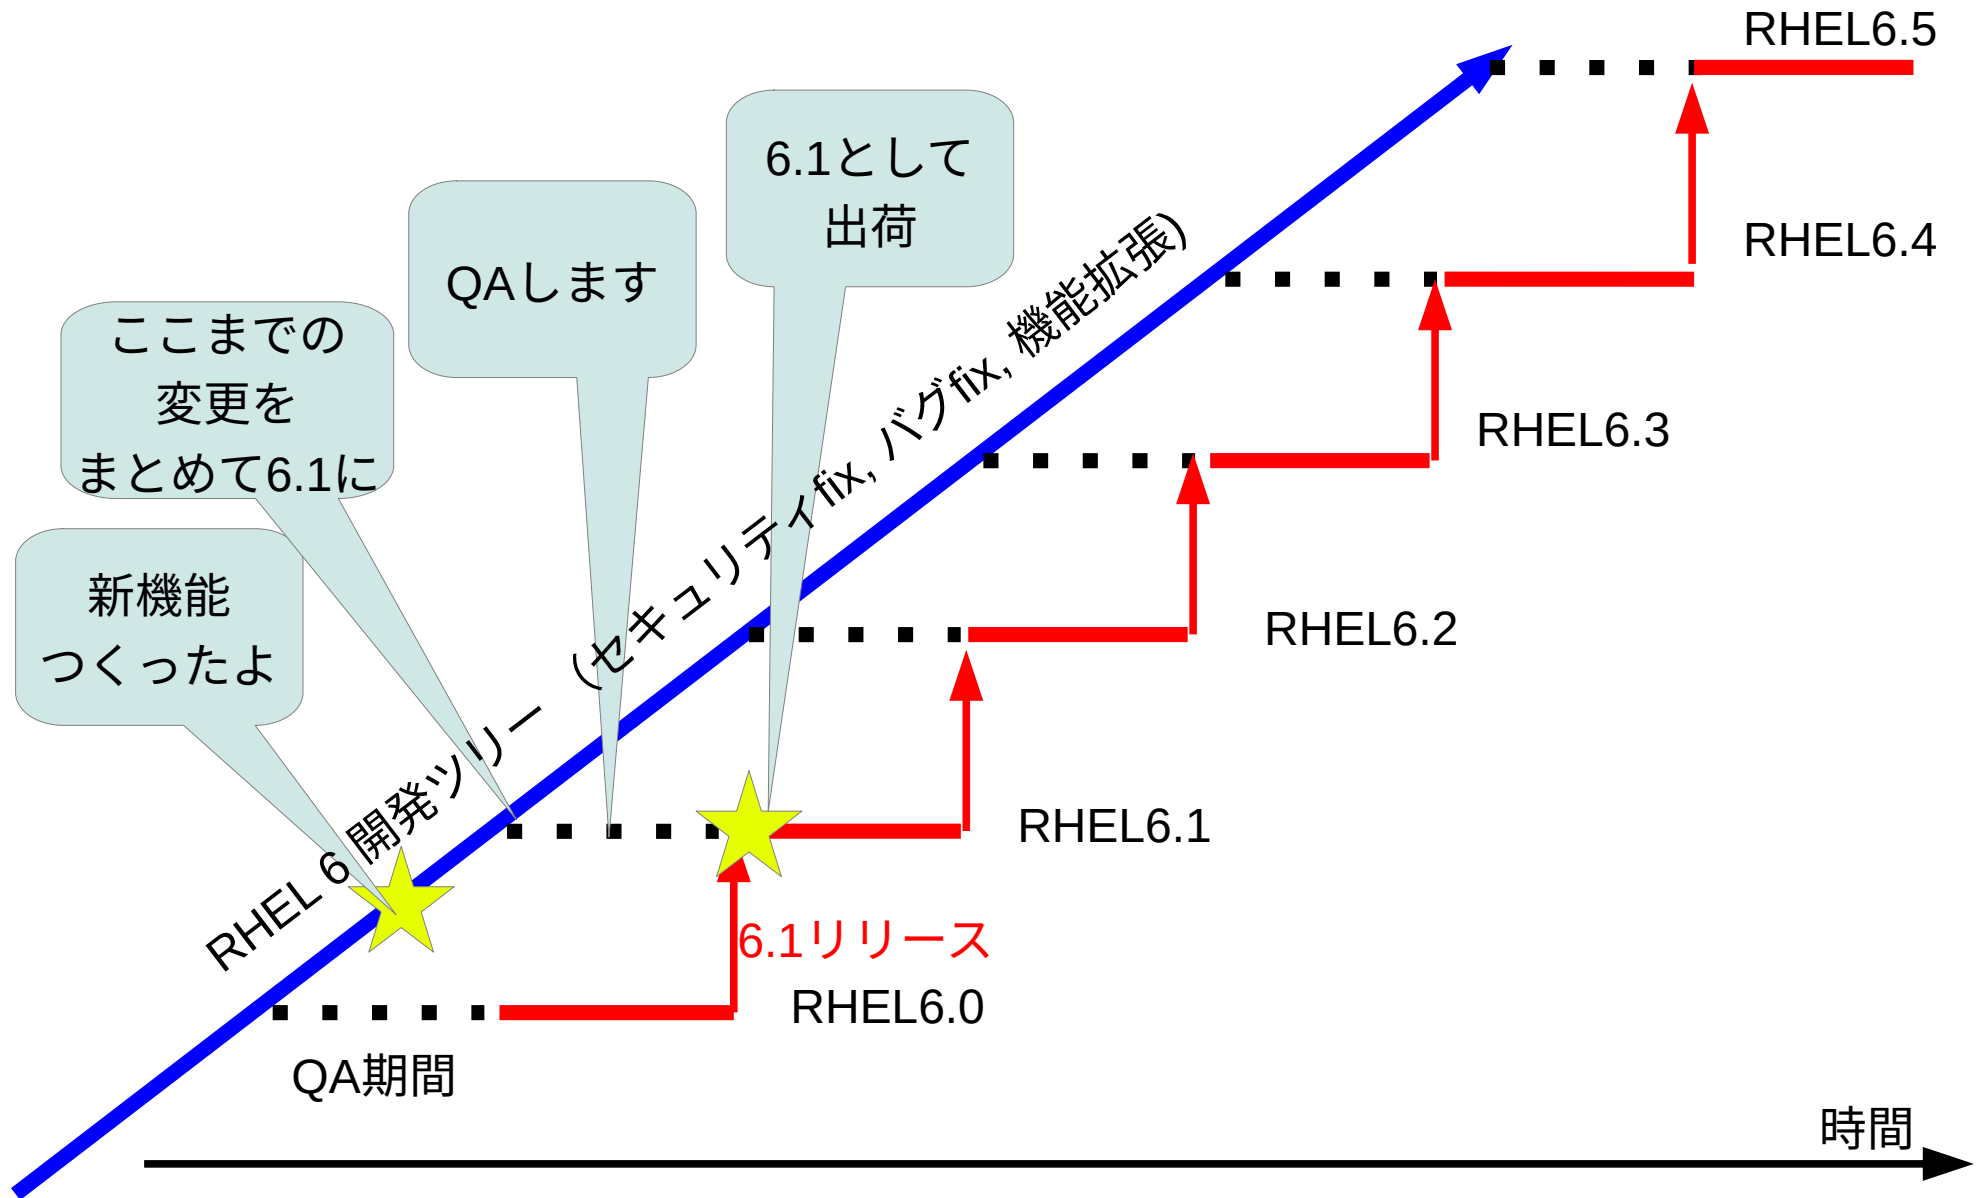 RHEL6.5
6.1として
出荷
QAします
RHEL6.4
ここまでの
変更を
まとめて6.1に
RHEL6.3
新機能
つくったよ
RHEL 6 開発ツリー（セキュリティfix, バグfix, 機能拡張）
RHEL6.2
RHEL6.1
6.1リリース
RHEL6.0
QA期間
時間